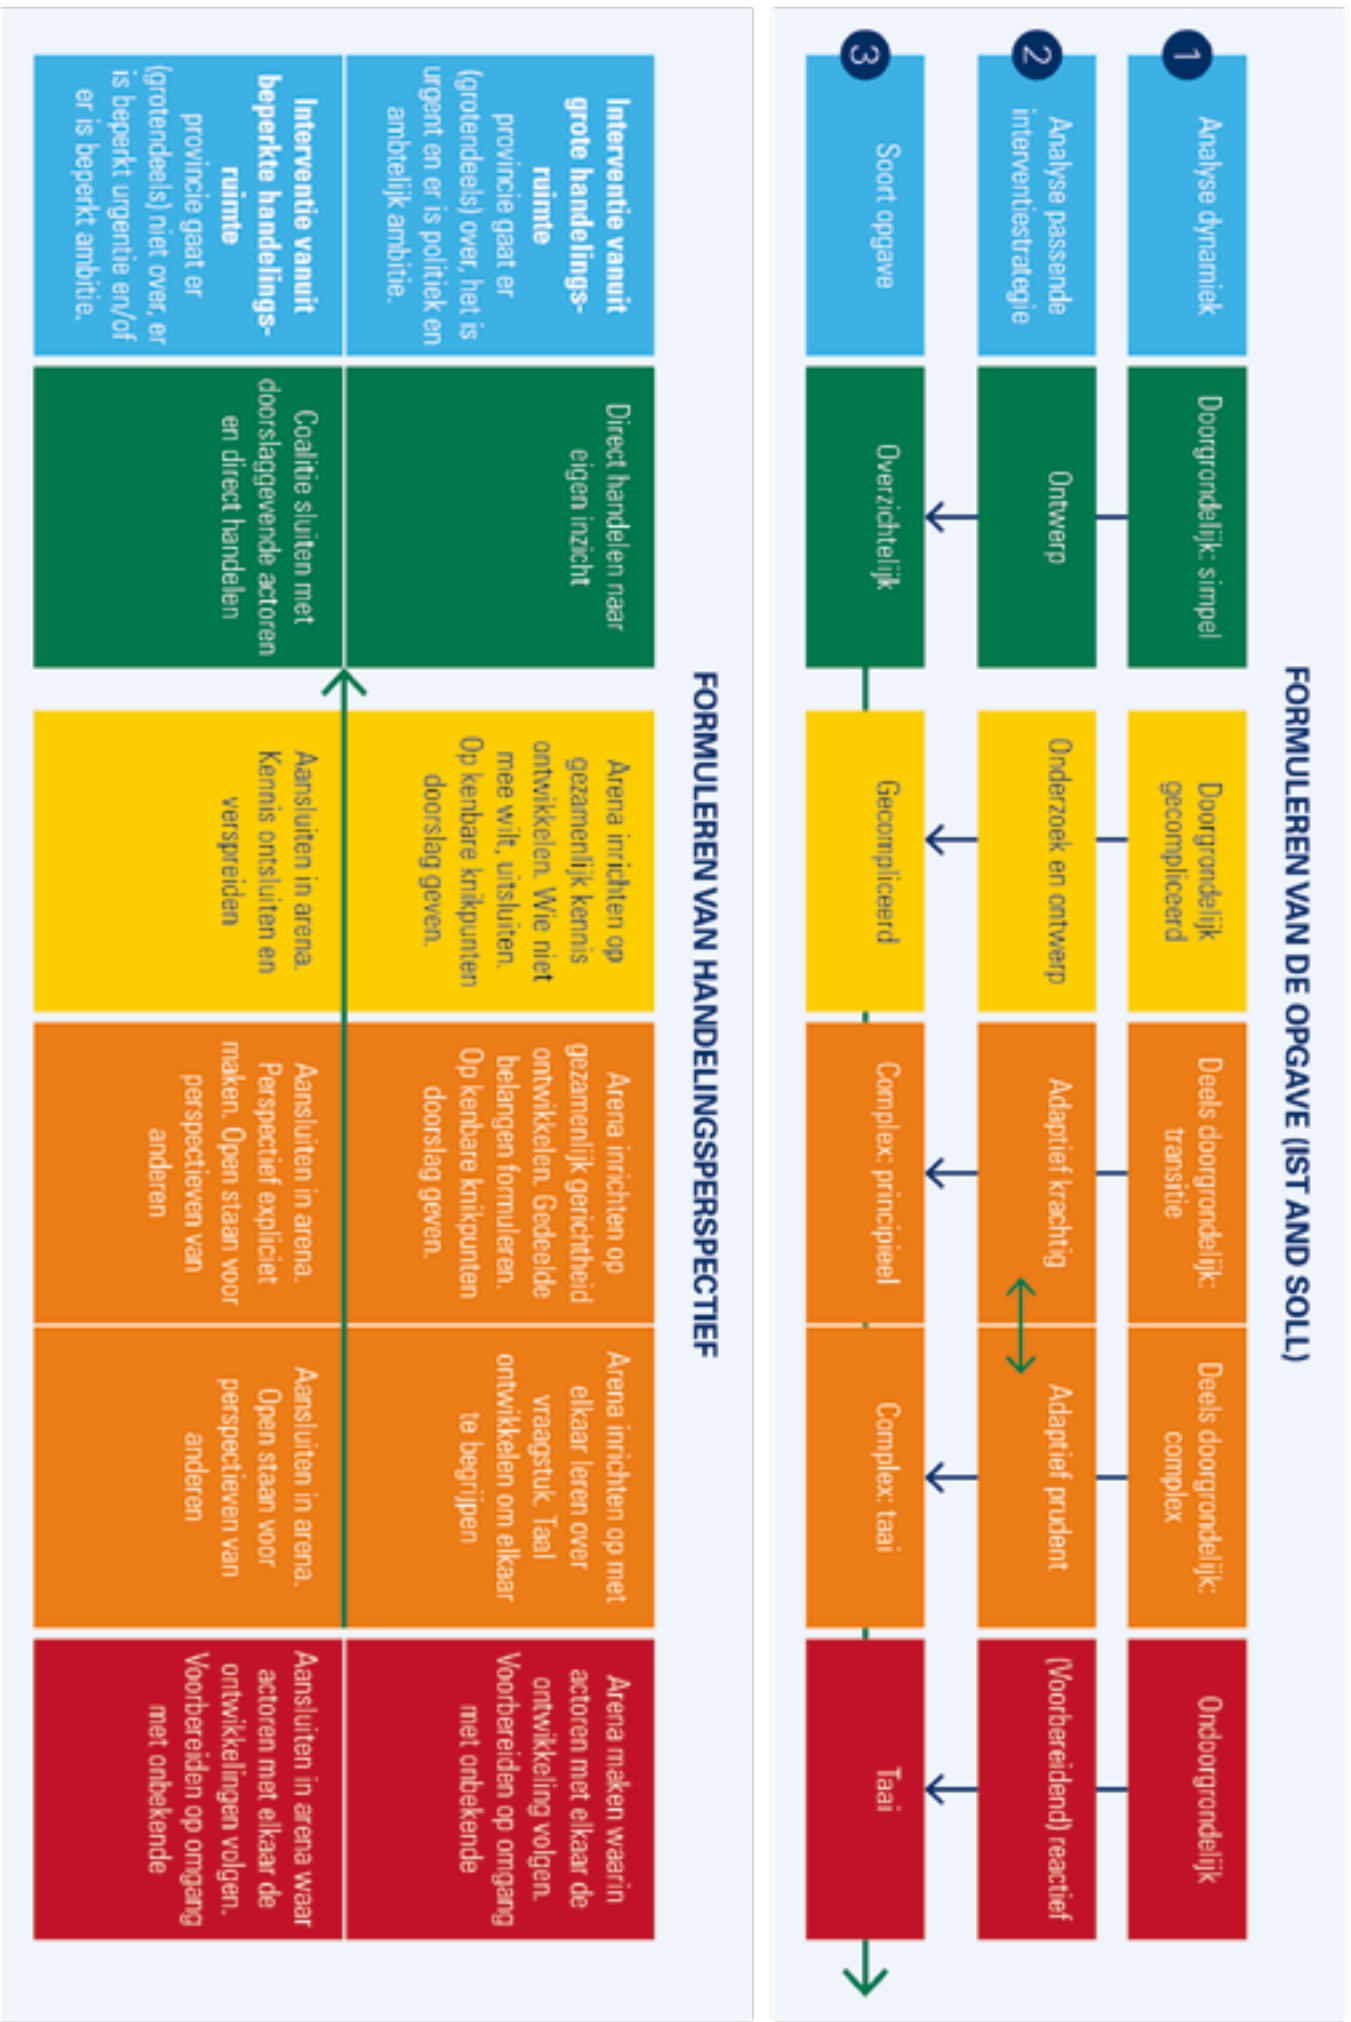 FORMULEREN VAN DE OPGAVE (IST AND SOLL)
1
Analyse dynamiek
Doorgrondelijk: simpel
Doorgrondelijk
gecompliceerd
Deels doorgrondelijk:
transitie
Deels doorgrondelijk:
complex
Ondoorgrondelijk
2
Analyse passende
interventiestrategie
Ontwerp
Onderzoek en ontwerp
Adaptief krachtig
Adaptief prudent
(Voorbereidend) reactief
3
Soort opgave
Overzichtelijk
Gecompliceerd
Complex: principieel
Complex: taai
Taai
FORMULEREN VAN HANDELINGSPERSPECTIEF
Interventie vanuit
grote handelings-
ruimte
provincie gaat er
(grotendeels) over, het is
urgent en er is politiek en
ambtelijk ambitie.
Direct handelen naar
eigen inzicht
Arena inrichten op
gezamenlijk kennis
ontwikkelen. Wie niet
mee wilt, uitsluiten.
Op kenbare knikpunten
doorslag geven.
Arena inrichten op
gezamenlijk gerichtheid
ontwikkelen. Gedeelde
belangen formuleren.
Op kenbare knikpunten
doorslag geven.
Arena inrichten op met
elkaar leren over
vraagstuk. Taal
ontwikkelen om elkaar
te begrijpen
Arena maken waarin
actoren met elkaar de
ontwikkeling volgen.
Voorbereiden op omgang
met onbekende
Interventie vanuit
beperkte handelings-
ruimte
provincie gaat er
(grotendeels) niet over, er
is beperkt urgentie en/of
er is beperkt ambitie.
Coalitie sluiten met
doorslaggevende actoren
en direct handelen
Aansluiten in arena.
Kennis ontsluiten en
verspreiden
Aansluiten in arena.
Perspectief expliciet
maken. Open staan voor
perspectieven van
anderen
Aansluiten in arena.
Open staan voor
perspectieven van
anderen
Aansluiten in arena waar
actoren met elkaar de
ontwikkelingen volgen.
Voorbereiden op omgang
met onbekende